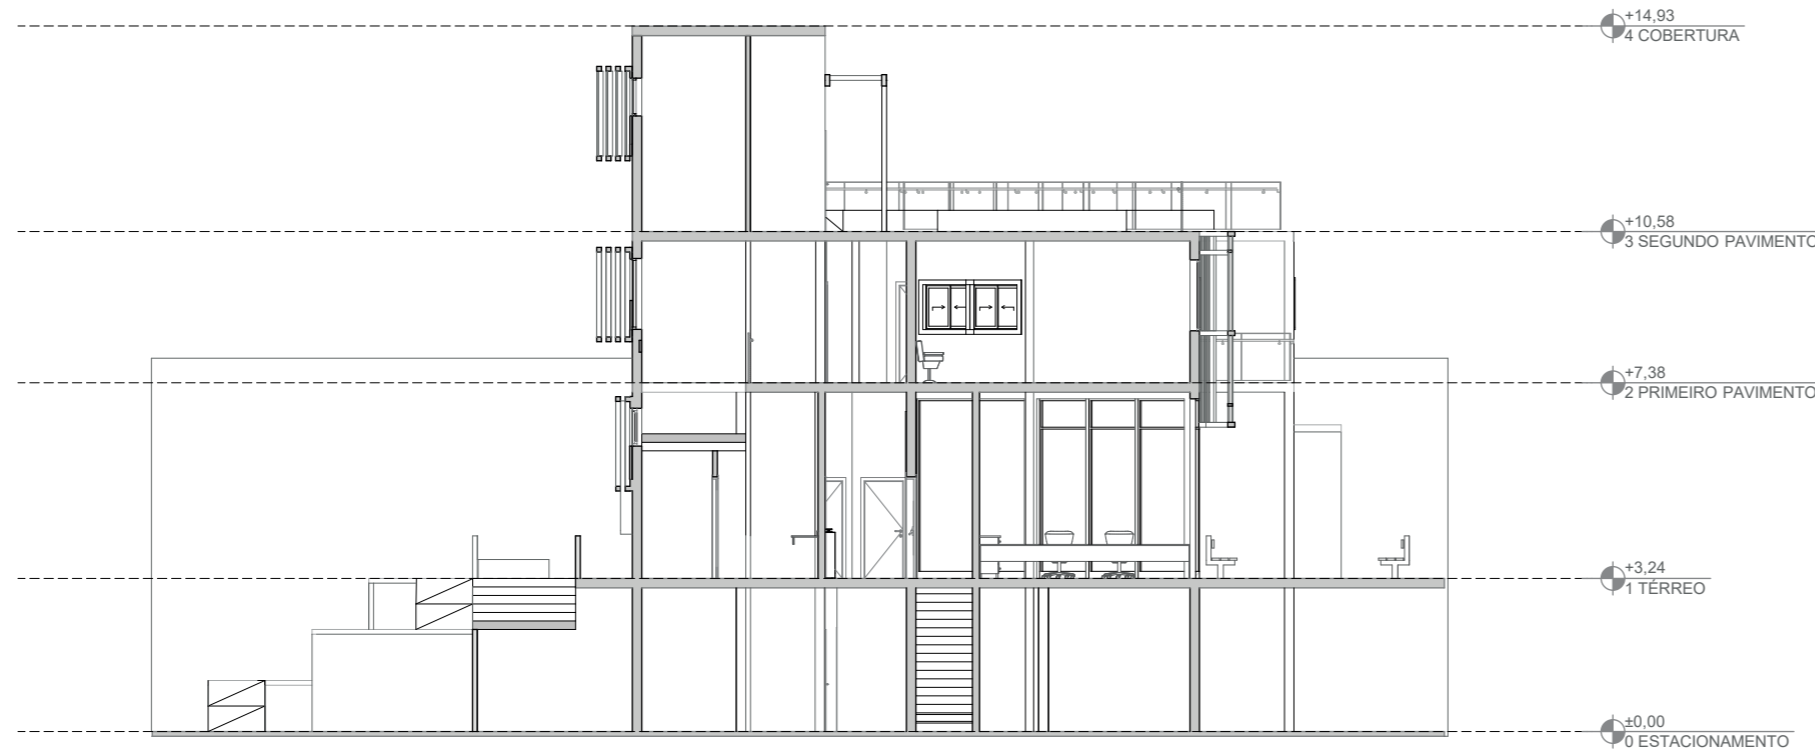 +14,93
4 COBERTURA
+10,58
3 SEGUNDO PAVIMENTO
+7,38
2 PRIMEIRO PAVIMENTO
+3,24
1 TÉRREO
±0,00
0 ESTACIONAMENTO